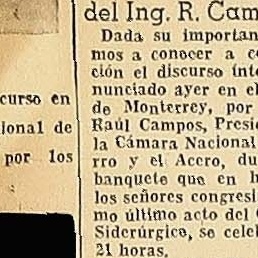 curso en
ional de
por los
del Ing. R. Cam
Dada su importan
mos a conocer a c
ción el discurso ínte
nunciado ayer en el
de Monterrey, por
Raúl Campos, Presi
la Cámara Nacional
rro y el Acero, du
banquete que en h
los señores congresi
mo último acto del
Siderúrgico, se celel
21 horas.